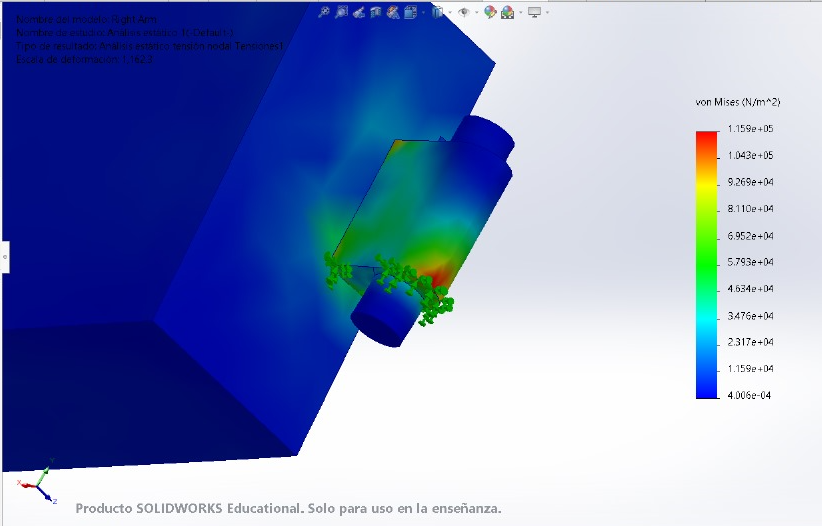 Nombre del modelo: Right Arm
Nombre de estudio: Análisis estático 1(-Default-)
Tipo de resultado: Análisis estático tensión nodal Tensiones1
Escala de deformación: 1.162,3
von Mises (N/m^2)
1.159e+05
1.043e+05
9.269e+04
8.110e+04
6.952e+04
5.793e+04
4.634e+04
3.476e+04
2.317e+04
1.159e+04
4.006e-04
Y
X
Z
Producto SOLIDWORKS Educational. Solo para uso en la enseñanza.